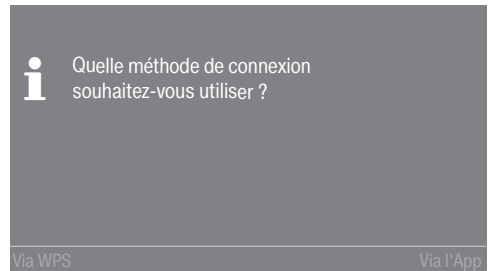 Quelle méthode de connexion
souhaitez-vous utiliser ?
Via WPS
Via l'App